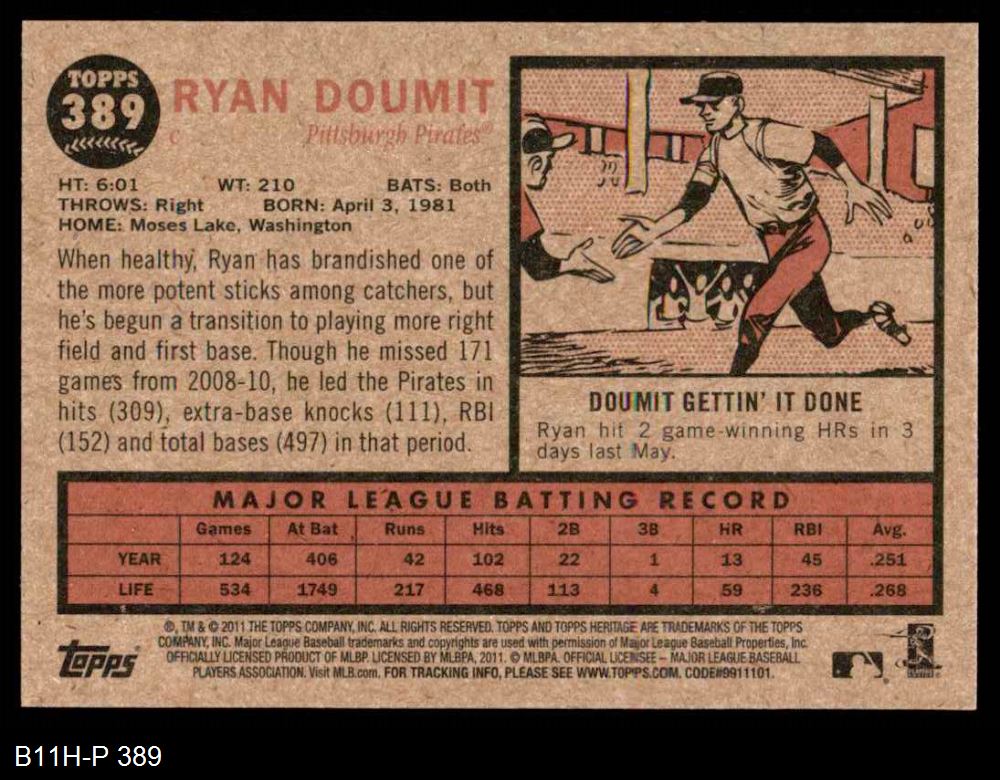 TOPPS
389
RYAN DOUMIT
c
Pittsburgh Pirates®
HT: 6:01 WT: 210 BATS: Both
THROWS: Right BORN: April 3, 1981
HOME: Moses Lake, Washington
When healthy, Ryan has brandished one of
the more potent sticks among catchers, but
he's begun a transition to playing more right
field and first base. Though he missed 171
games from 2008-10, he led the Pirates in
hits (309), extra-base knocks (111), RBI
(152) and total bases (497) in that period.
DOUMIT GETTIN' IT DONE
Ryan hit 2 game-winning HRs in 3
days last May.
MAJOR LEAGUE BATTING RECORD
Games At Bat Runs Hits 2B 3B HR RBI Avg.
YEAR 124 406 42 102 22 1 13 45 .251
LIFE 534 1749 217 468 113 4 59 236 .268
®, TM & © 2011 THE TOPPS COMPANY, INC. ALL RIGHTS RESERVED. TOPPS AND TOPPS HERITAGE ARE TRADEMARKS OF THE TOPPS
COMPANY, INC. Major League Baseball trademarks and copyrights are used with permission of Major League Baseball Properties, Inc.
OFFICIALLY LICENSED PRODUCT OF MLBP. LICENSED BY MLBPA, 2011. © MLBPA. OFFICIAL LICENSEE – MAJOR LEAGUE BASEBALL
PLAYERS ASSOCIATION. Visit MLB.com. FOR TRACKING INFO, PLEASE SEE WWW.TOPPS.COM. CODE#9911101.
Topps
B11H-P 389